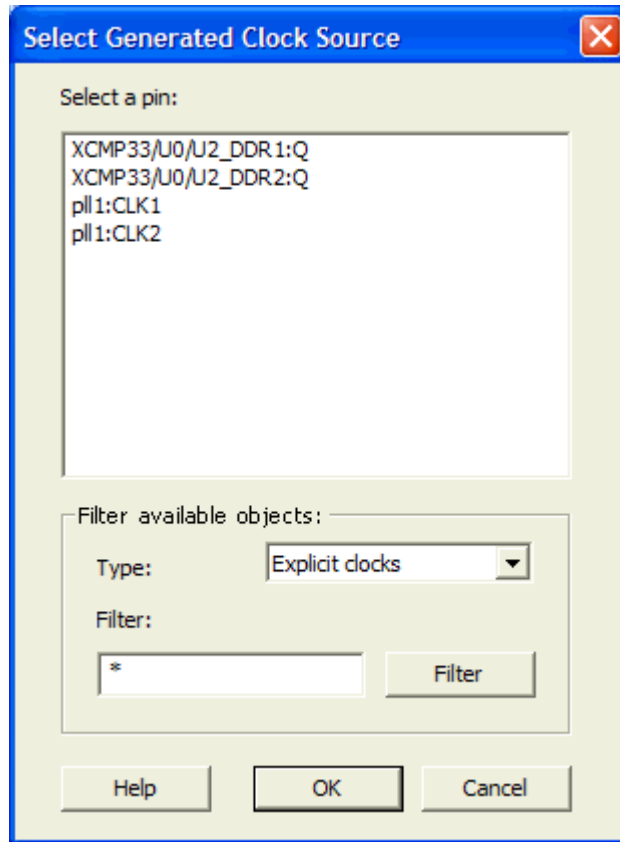 Select Generated Clock Source
Select a pin:
XCMP33/U0/U2_DDR1:Q
XCMP33/U0/U2_DDR2:Q
pll1:CLK1
pll1:CLK2
Filter available objects:
Type: Explicit clocks
Filter:
* Filter
Help OK Cancel